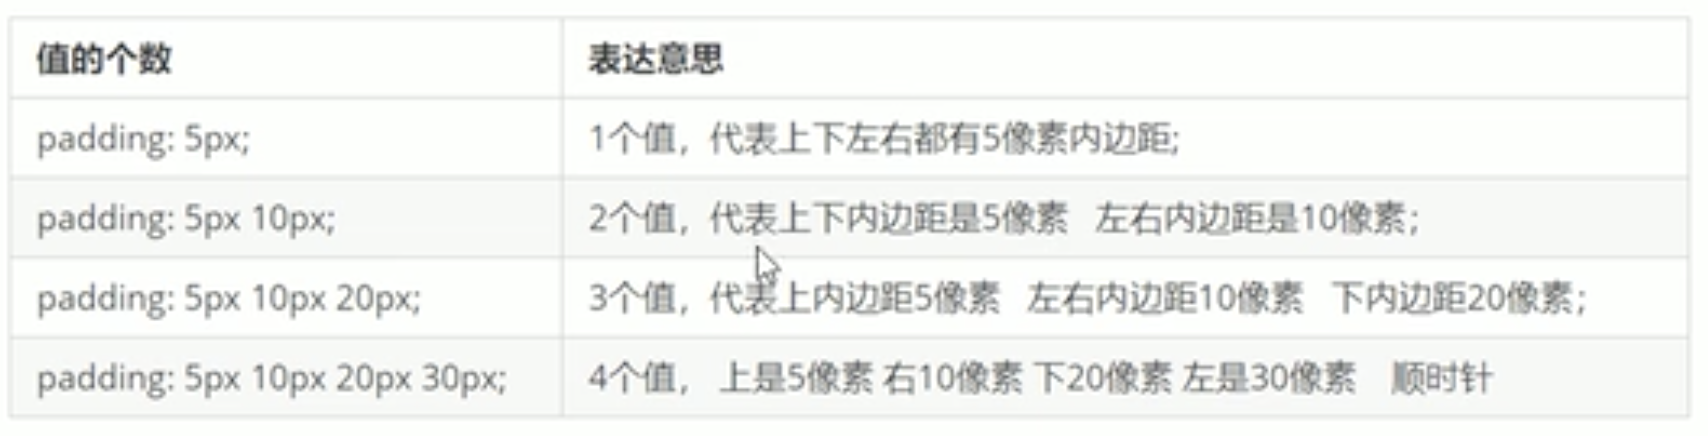 值的个数 表达意思
padding: 5px; 1个值，代表上下左右都有5像素内边距;
padding: 5px 10px; 2个值，代表上下内边距是5像素 左右内边距是10像素；
padding: 5px 10px 20px; 3个值，代表上内边距5像素 左右内边距10像素 下内边距20像素；
padding: 5px 10px 20px 30px; 4个值， 上是5像素 右10像素 下20像素 左是30像素 顺时针